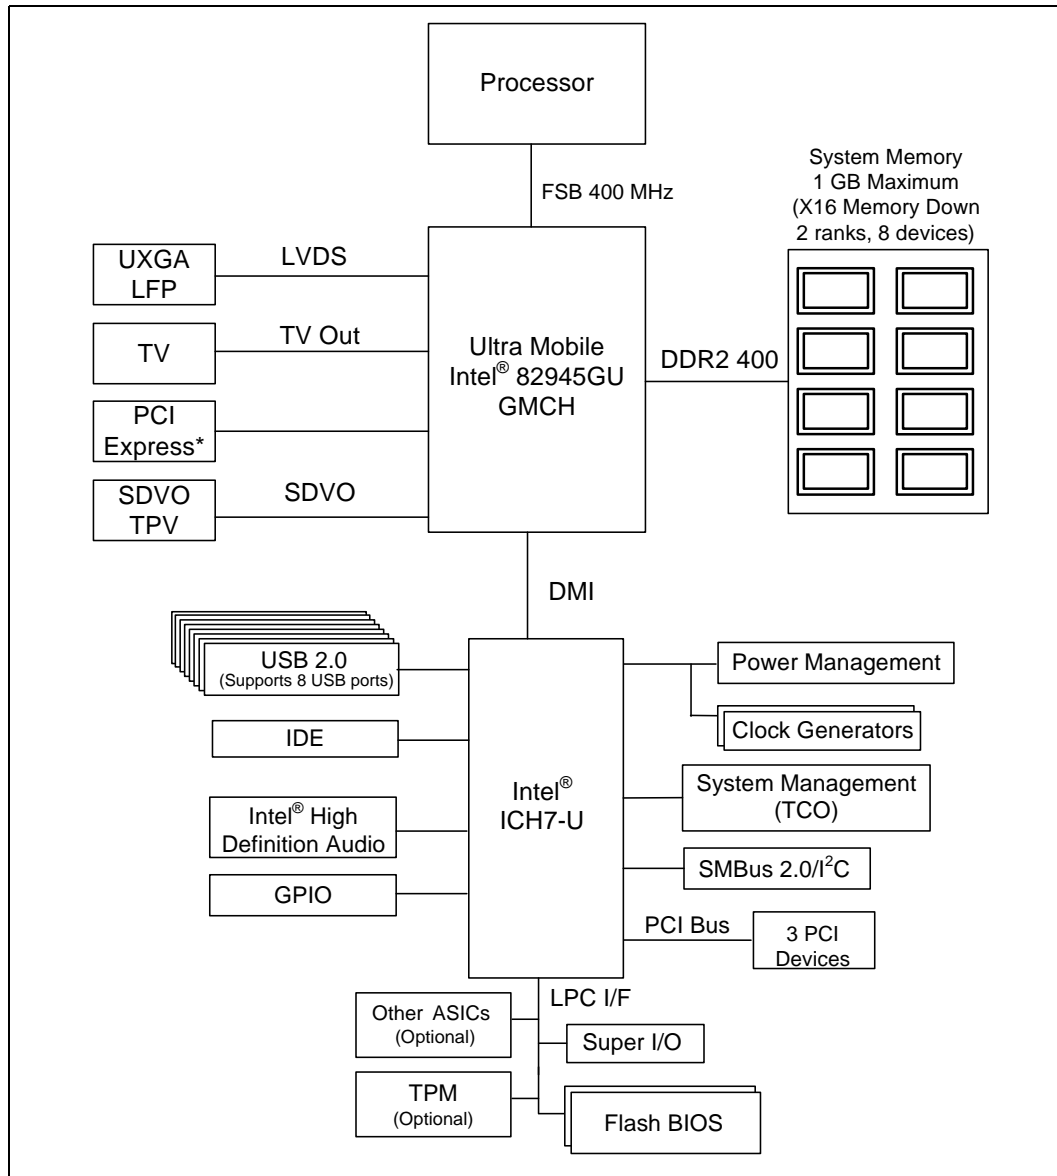 Processor
FSB 400 MHz
System Memory
1 GB Maximum
(X16 Memory Down
2 ranks, 8 devices)
UXGA
LFP
LVDS
TV
TV Out
PCI
Express*
SDVO
TPV
SDVO
Ultra Mobile
Intel® 82945GU
GMCH
DDR2 400
DMI
USB 2.0
(Supports 8 USB ports)
IDE
Intel® High
Definition Audio
GPIO
Intel®
ICH7-U
Power Management
Clock Generators
System Management
(TCO)
SMBus 2.0/I²C
PCI Bus
3 PCI
Devices
LPC I/F
Other ASICs
(Optional)
Super I/O
TPM
(Optional)
Flash BIOS